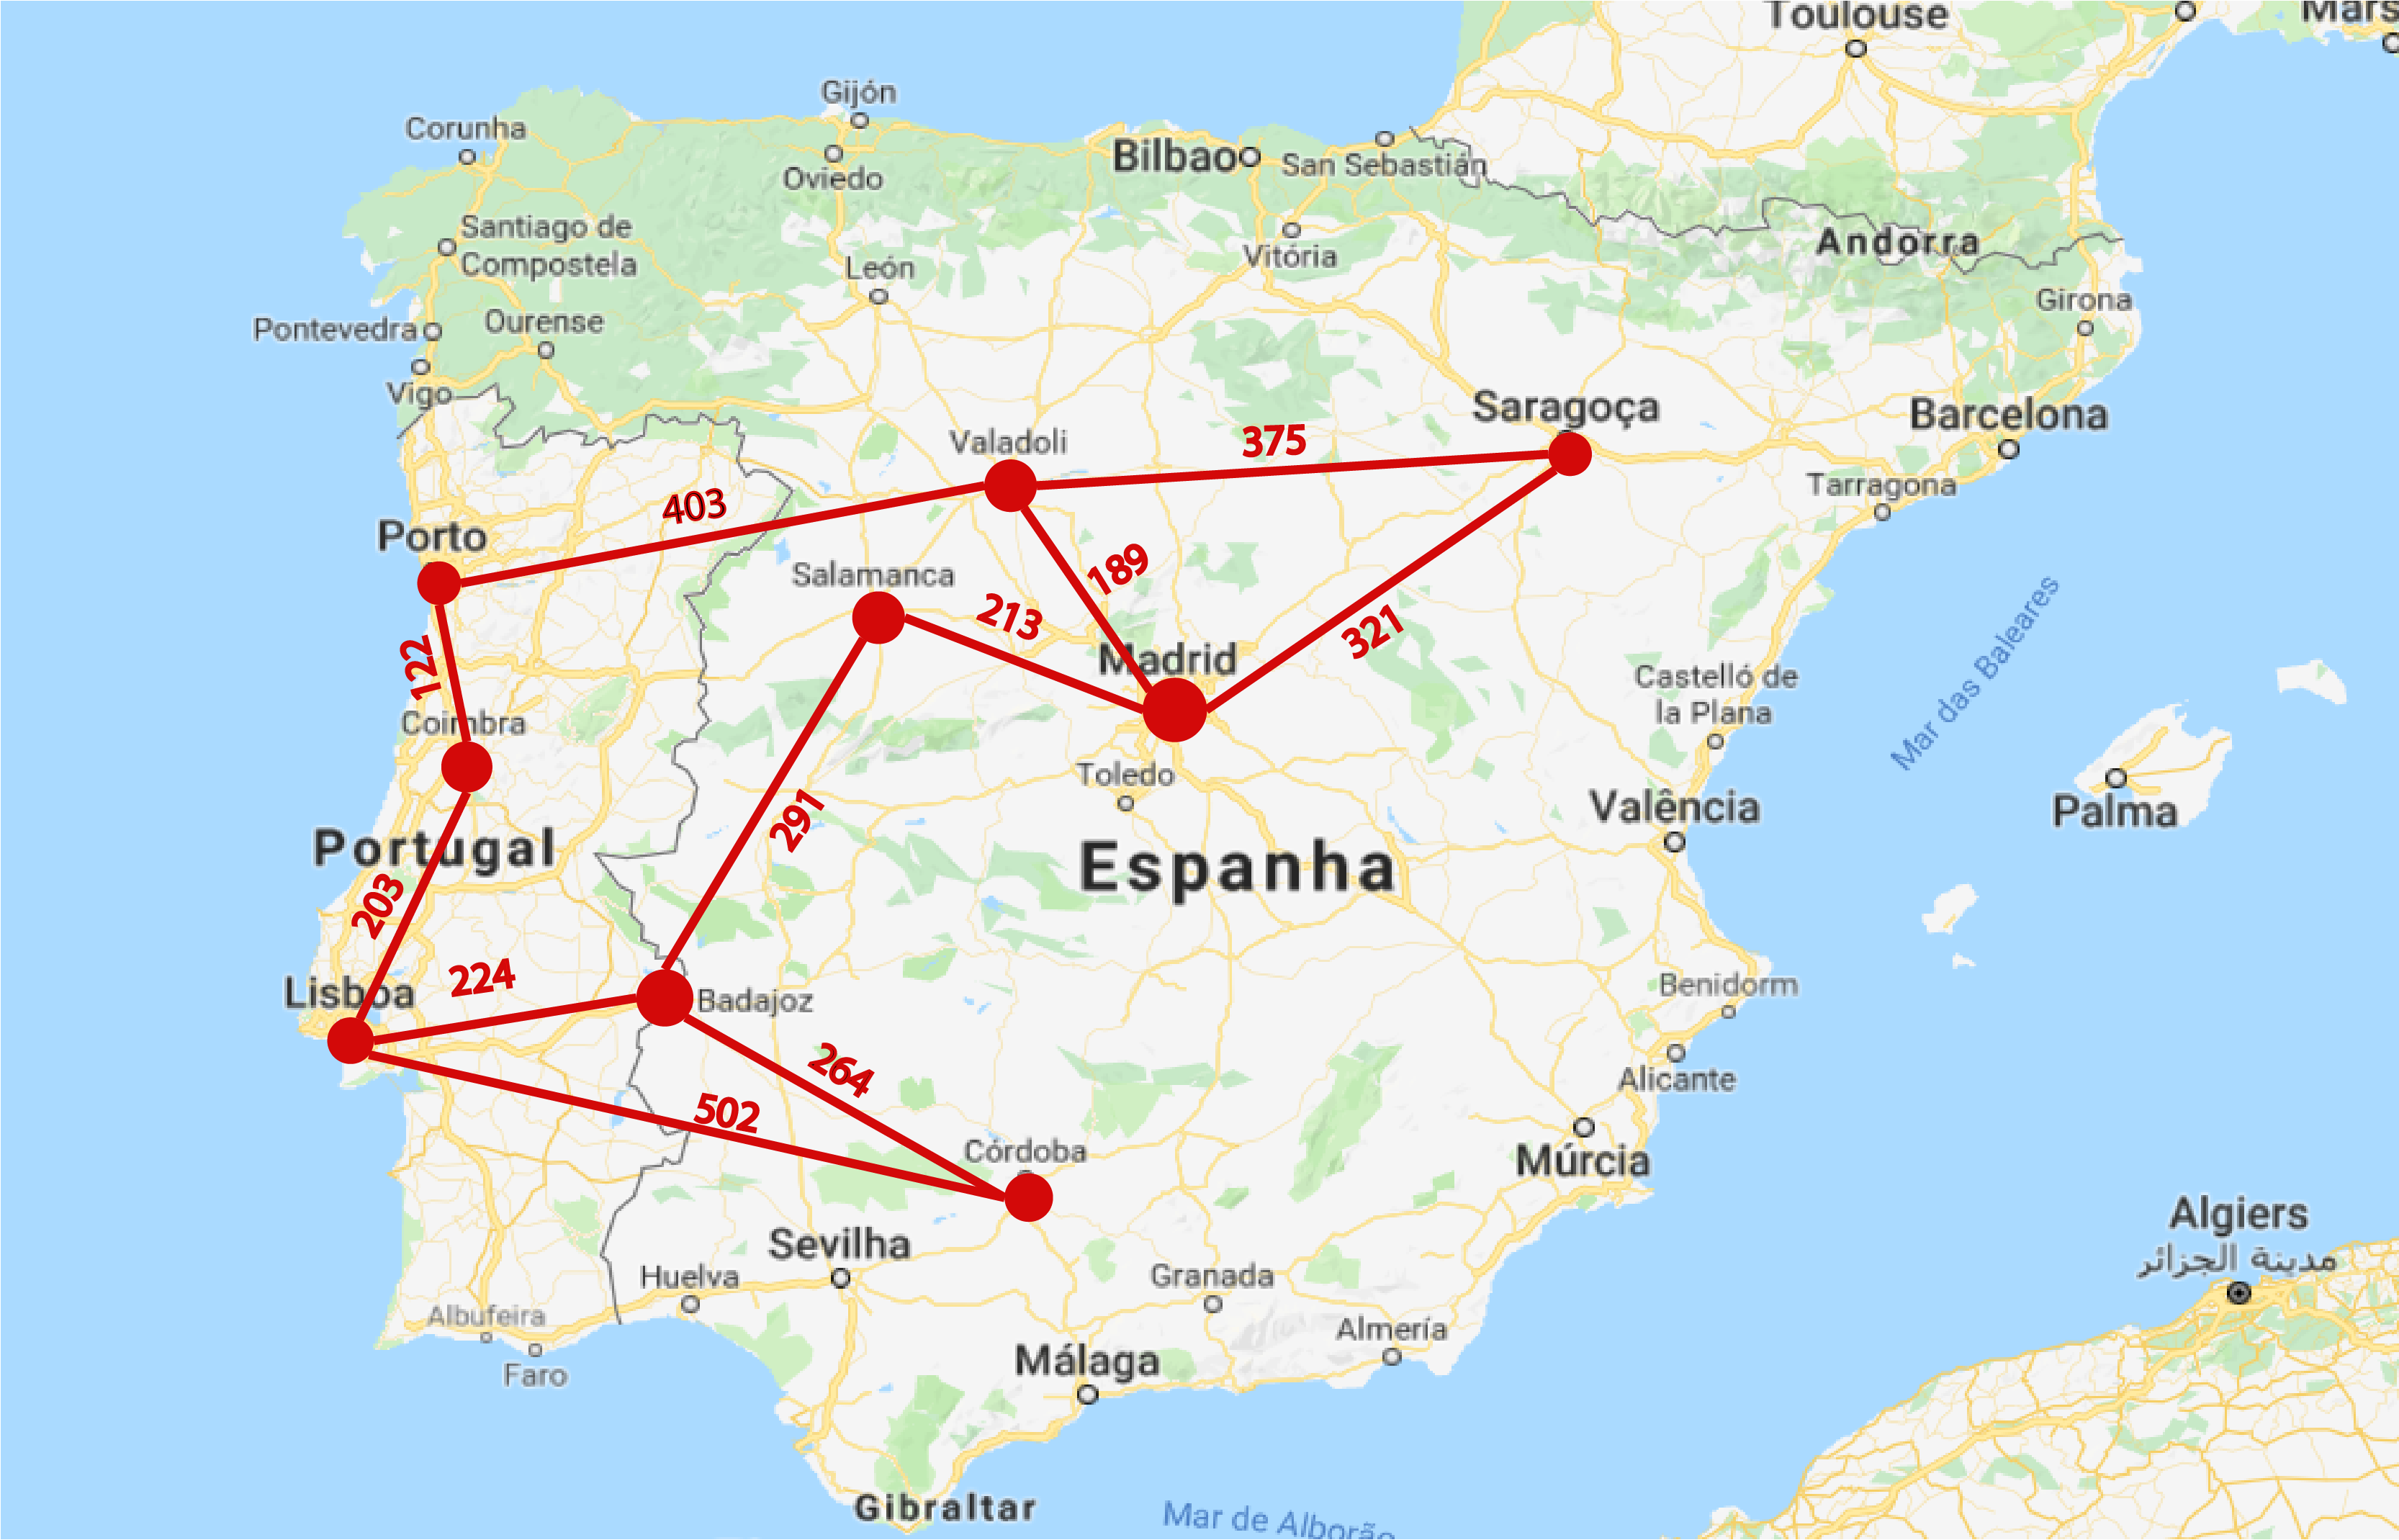 Toulouse
Gijón
Corunha
Oviedo
Bilbao
San Sebastián
Santiago de
Compostela
Vitória
Andorra
León
Girona
Pontevedra
Ourense
Vigo
Saragoça
Barcelona
Valadoli
375
403
Tarragona
Porto
Salamanca
189
213
321
Madrid
122
Castelló de
la Plana
Mar das Baleares
Coimbra
Toledo
Valência
Palma
291
Portugal
Espanha
203
Lisboa
224
Badajoz
Benidorm
264
Alicante
502
Córdoba
Múrcia
Algiers
مدينة الجزائر
Sevilha
Huelva
Granada
Albufeira
Almería
Faro
Málaga
Gibraltar
Mar de Alborão